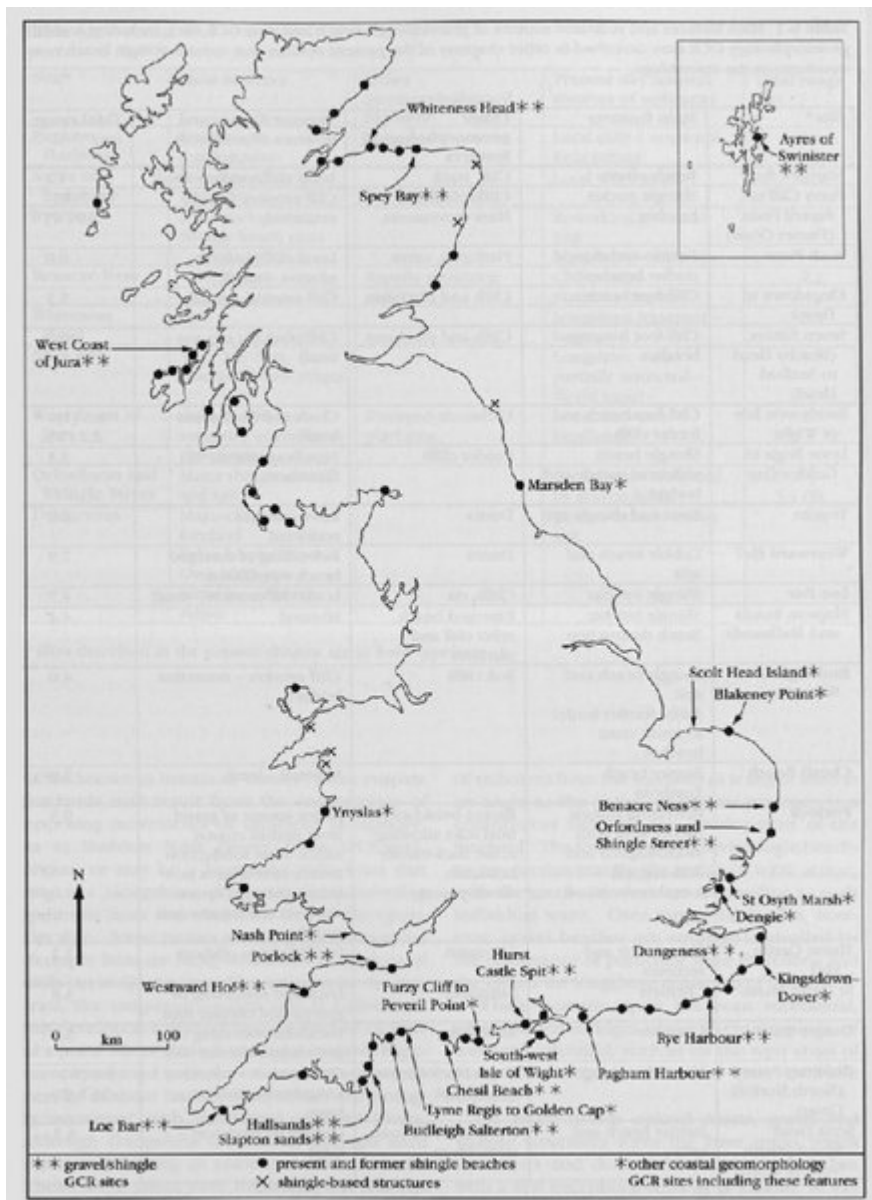 Whiteness Head**
Ayres of
Swinister
**
Spey Bay**
West Coast
of Jura**
Marsden Bay*
Scolt Head Island*
Blakeney Point*
Benacre Ness**
Ynyslas*
Orfordness and
Shingle Street**
N
St Osyth Marsh*
Dengie*
Nash Point*
Porlock**
Hurst
Castle Spit**
Dungeness**
Westward Ho!**
Furzy Cliff to
Peveril Point*
Kingsdown–
Dover*
0 km 100
Rye Harbour**
South-west
Isle of Wight*
Pagham Harbour**
Chesil Beach**
Lyme Regis to Golden Cap*
Loe Bar**
Hallsands**
Budleigh Salterton**
Slapton sands**
** gravel/shingle
GCR sites
● present and former shingle beaches
× shingle-based structures
*other coastal geomorphology
GCR sites including these features